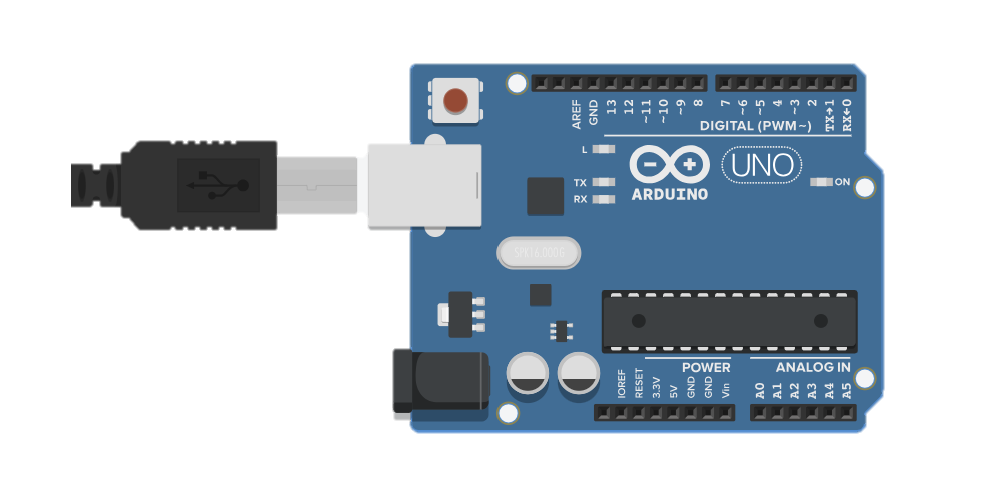 AREF
GND
13
12
~11
~10
~9
8
7
~6
~5
4
~3
2
TX→1
RX←0
DIGITAL (PWM~)
L
TX
RX
ARDUINO
UNO
ON
SM16.000G
POWER
ANALOG IN
IOREF
RESET
3.3V
5V
GND
GND
Vin
A0
A1
A2
A3
A4
A5